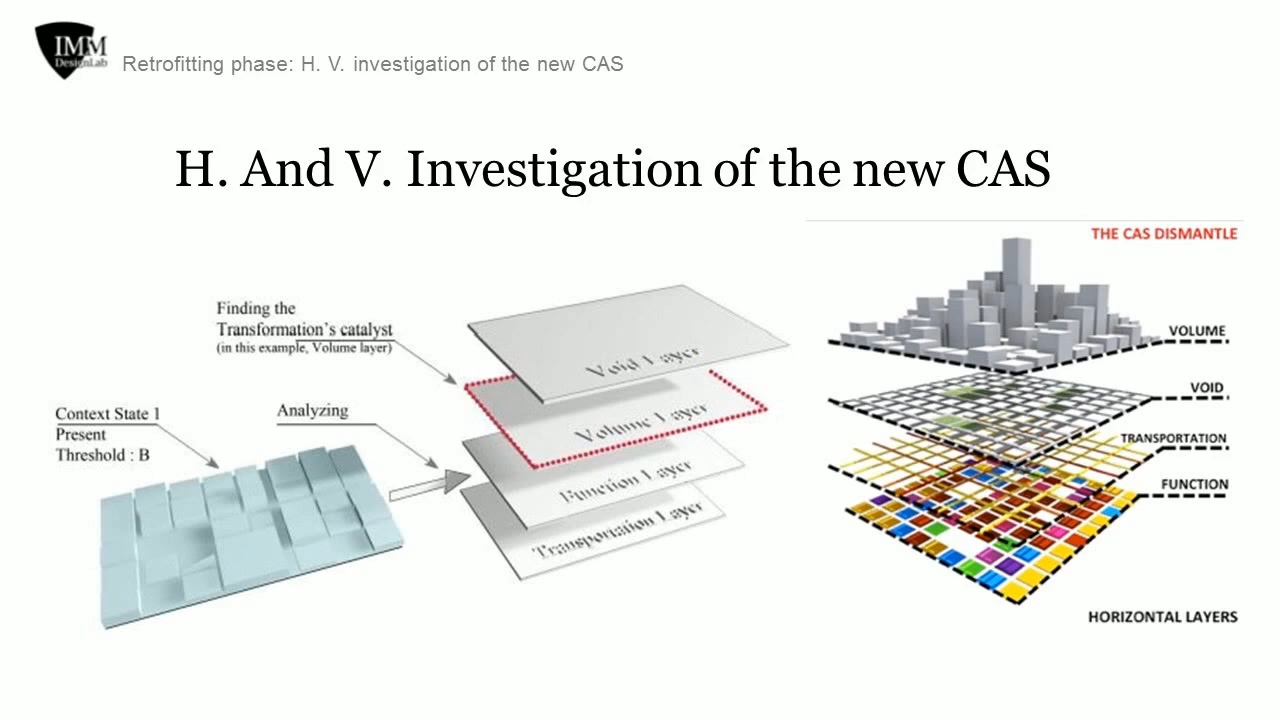 IMM
DesignLab
Retrofitting phase: H. V. investigation of the new CAS
H. And V. Investigation of the new CAS
THE CAS DISMANTLE
Finding the
Transformation's catalyst
(in this example, Volume layer)
Context State 1
Present
Threshold : B
Analyzing
Void Layer
Volume Layer
Function Layer
Transportation Layer
VOLUME
VOID
TRANSPORTATION
FUNCTION
HORIZONTAL LAYERS